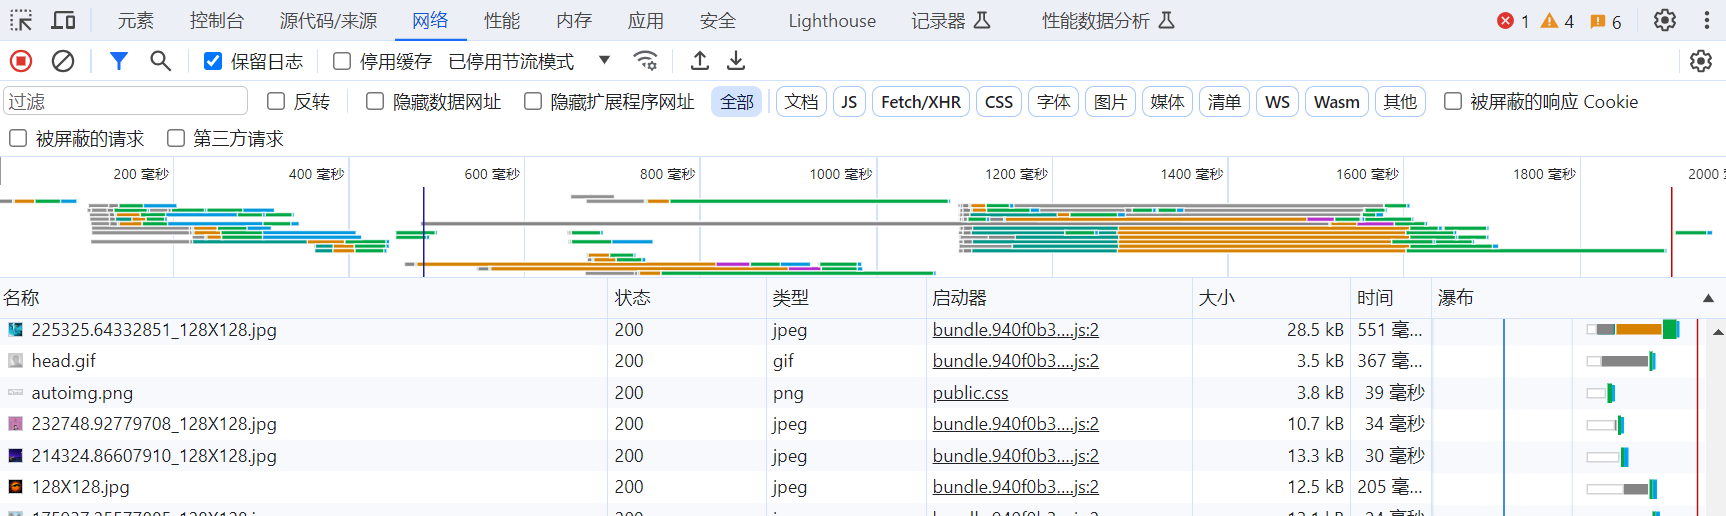 元素 控制台 源代码/来源 网络 性能 内存 应用 安全 Lighthouse 记录器 性能数据分析 1 4 6
保留日志 停用缓存 已停用节流模式
过滤 反转 隐藏数据网址 隐藏扩展程序网址 全部 文档 JS Fetch/XHR CSS 字体 图片 媒体 清单 WS Wasm 其他 被屏蔽的响应 Cookie
被屏蔽的请求 第三方请求
200 毫秒 400 毫秒 600 毫秒 800 毫秒 1000 毫秒 1200 毫秒 1400 毫秒 1600 毫秒 1800 毫秒 2000
名称 状态 类型 启动器 大小 时间 瀑布
225325.64332851_128X128.jpg 200 jpeg bundle.940f0b3....js:2 28.5 kB 551 毫...
head.gif 200 gif bundle.940f0b3....js:2 3.5 kB 367 毫...
autoimg.png 200 png public.css 3.8 kB 39 毫秒
232748.92779708_128X128.jpg 200 jpeg bundle.940f0b3....js:2 10.7 kB 34 毫秒
214324.86607910_128X128.jpg 200 jpeg bundle.940f0b3....js:2 13.3 kB 30 毫秒
128X128.jpg 200 jpeg bundle.940f0b3....js:2 12.5 kB 205 毫...